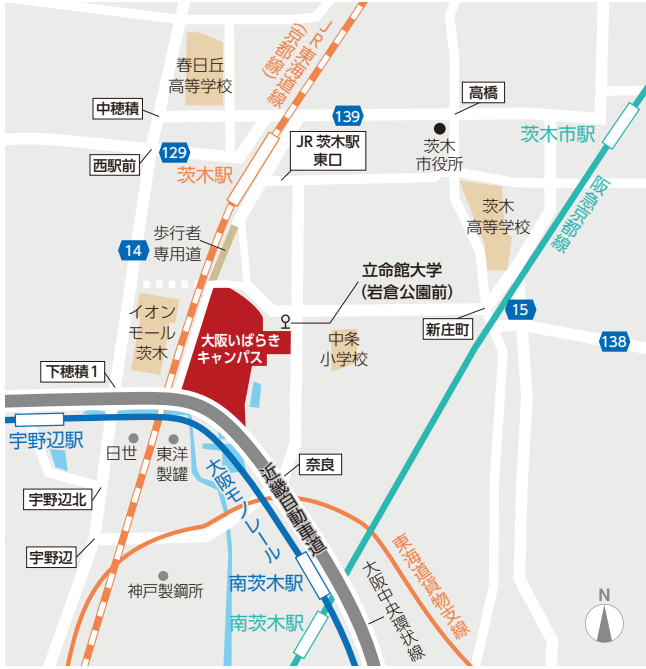 JR東海道線
(京都線)
春日丘
高等学校
中穂積
139
高橋
茨木市駅
西駅前
129
茨木駅
JR 茨木駅
東口
茨木
市役所
阪急京都線
茨木
高等学校
14
歩行者
専用道
立命館大学
(岩倉公園前)
15
新庄町
138
イオン
モール
茨木
大阪いばらき
キャンパス
中条
小学校
下穂積1
宇野辺駅
日世
東洋
製罐
大阪モノレール
近畿自動車道
奈良
宇野辺北
宇野辺
神戸製鋼所
南茨木駅
南茨木駅
大阪中央環状線
東海道貨物支線
N